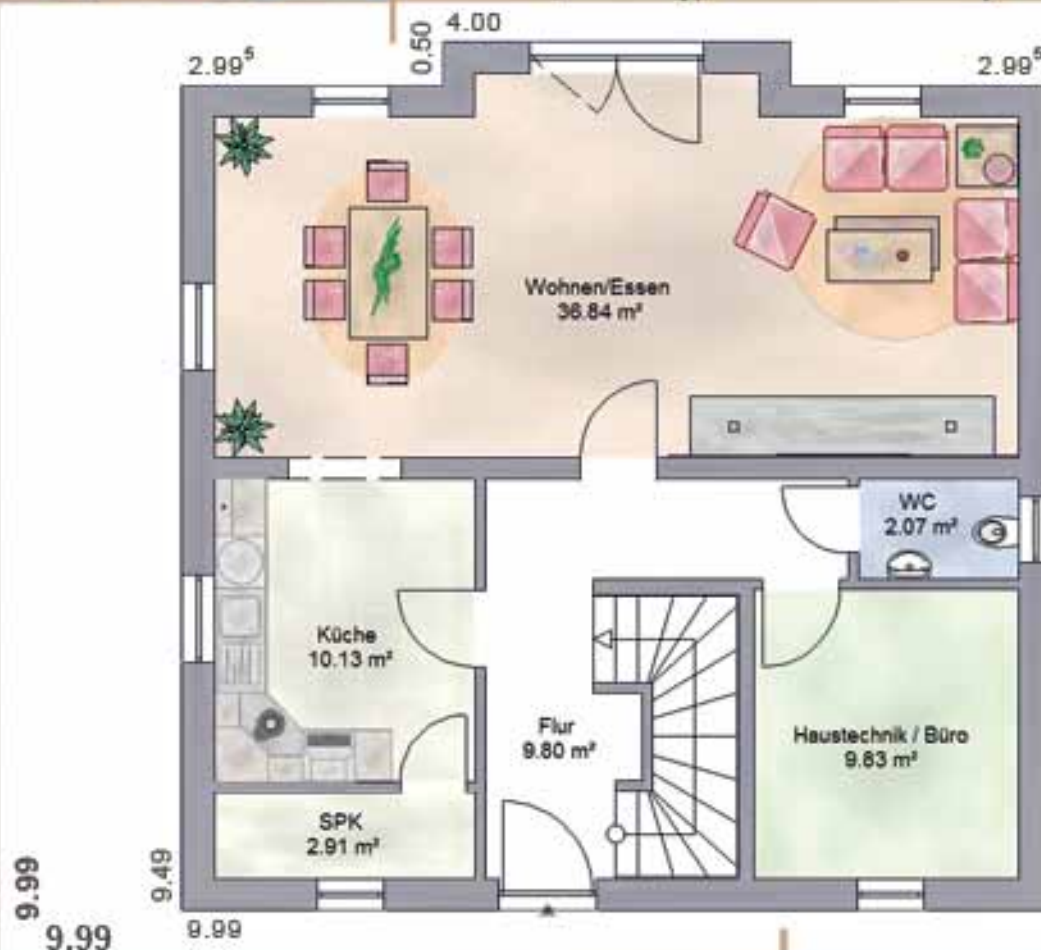 4.00
0.50
2.99⁵
2.99⁵
Wohnen/Essen
36.84 m²
WC
2.07 m²
Küche
10.13 m²
Flur
9.80 m²
Haustechnik / Büro
9.83 m²
SPK
2.91 m²
9.49
9.99
9.99
9.99